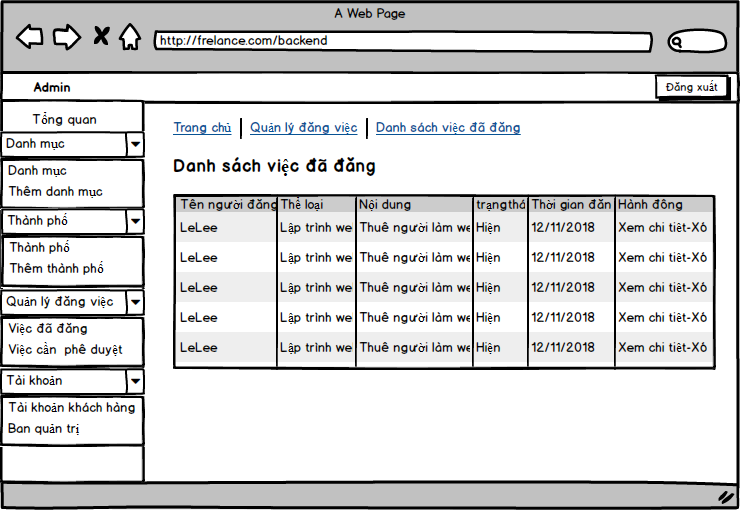 A Web Page
http://frelance.com/backend
Admin
Đăng xuất
Tổng quan
Danh mục
Danh mục
Thêm danh mục
Thành phố
Thành phố
Thêm thành phố
Quản lý đăng việc
Việc đã đăng
Việc cần phê duyệt
Tài khoản
Tài khoản khách hàng
Ban quản trị
Trang chủ Quản lý đăng việc Danh sách việc đã đăng
Danh sách việc đã đăng
Tên người đăng Thể loại Nội dung trạng thá Thời gian đăn Hành đông
LeLee Lập trình we Thuê người làm we Hiện 12/11/2018 Xem chi tiêt-Xó
LeLee Lập trình we Thuê người làm we Hiện 12/11/2018 Xem chi tiêt-Xó
LeLee Lập trình we Thuê người làm we Hiện 12/11/2018 Xem chi tiêt-Xó
LeLee Lập trình we Thuê người làm we Hiện 12/11/2018 Xem chi tiêt-Xó
LeLee Lập trình we Thuê người làm we Hiện 12/11/2018 Xem chi tiêt-Xó